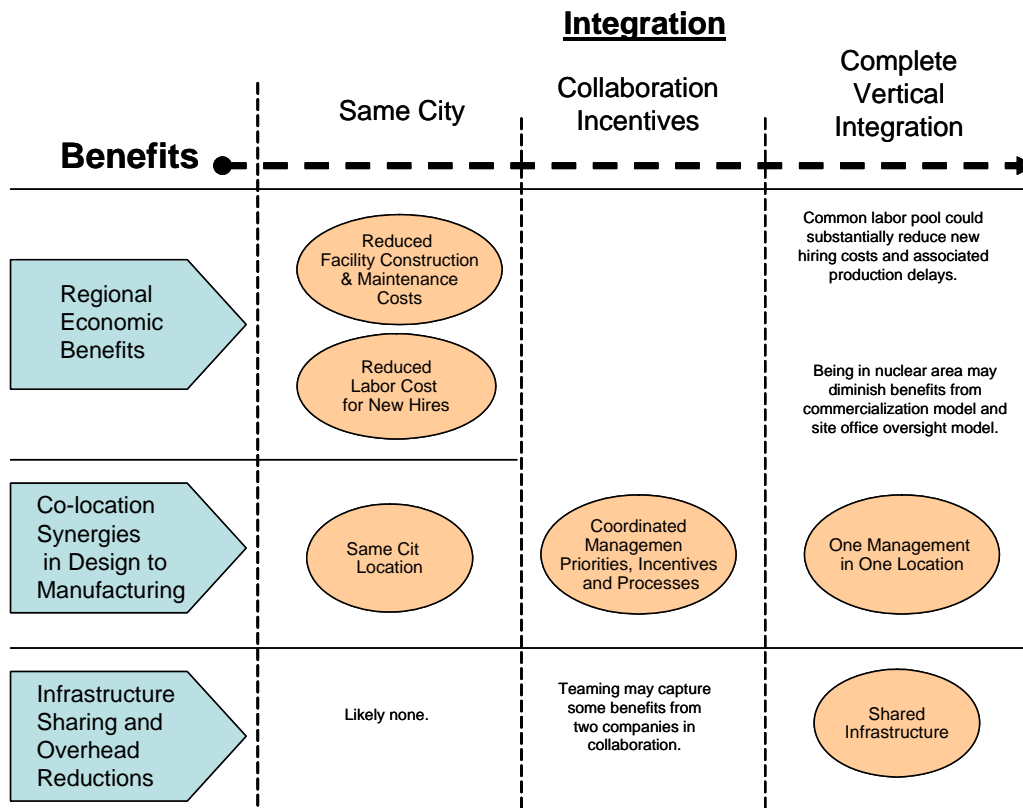 Integration
Same City
Collaboration
Incentives
Complete
Vertical
Integration
Benefits
Regional
Economic
Benefits
Reduced
Facility Construction
& Maintenance
Costs
Reduced
Labor Cost
for New Hires
Common labor pool could
substantially reduce new
hiring costs and associated
production delays.
Being in nuclear area may
diminish benefits from
commercialization model and
site office oversight model.
Co-location
Synergies
in Design to
Manufacturing
Same Cit
Location
Coordinated
Managemen
Priorities, Incentives
and Processes
One Management
in One Location
Infrastructure
Sharing and
Overhead
Reductions
Likely none.
Teaming may capture
some benefits from
two companies in
collaboration.
Shared
Infrastructure